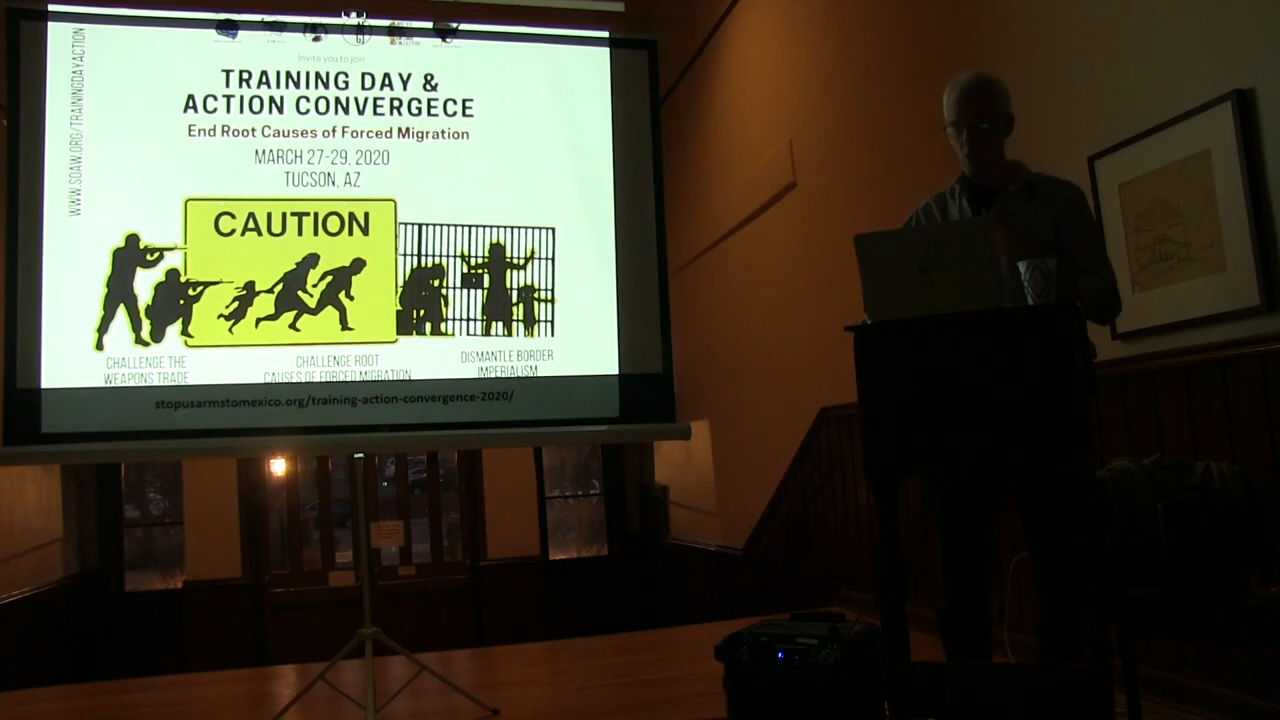 WWW.SOAW.ORG/TRAININGDAYACTION
Invite you to join
TRAINING DAY &
ACTION CONVERGECE
End Root Causes of Forced Migration
MARCH 27-29, 2020
TUCSON, AZ
CAUTION
CHALLENGE THE
WEAPONS TRADE
CHALLENGE ROOT
CAUSES OF FORCED MIGRATION
DISMANTLE BORDER
IMPERIALISM
stopusarmstomexico.org/training-action-convergence-2020/